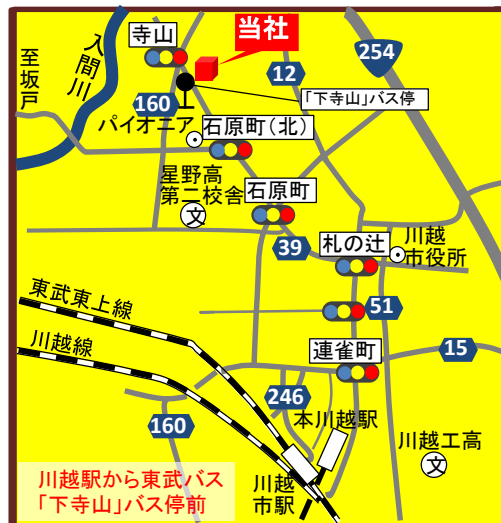 当社
寺山
254
至坂戸
入間川
12
160
「下寺山」バス停
パイオニア
石原町(北)
星野高
第二校舎
文
石原町
39
札の辻
川越
市役所
東武東上線
51
川越線
連雀町
15
246
本川越駅
160
川越工高
文
川越
市駅
川越駅から東武バス
「下寺山」バス停前